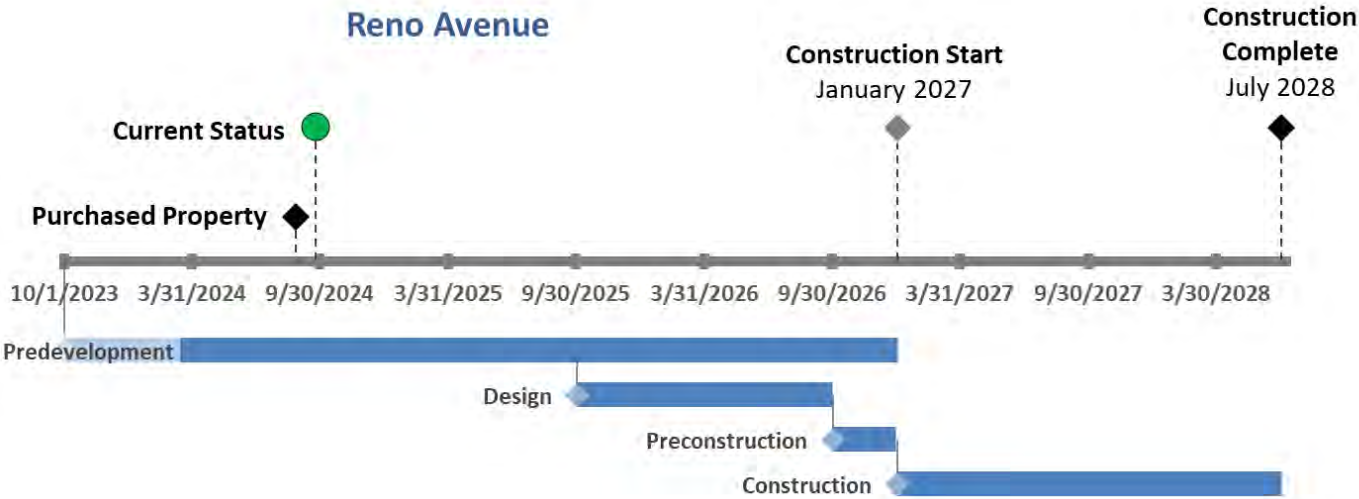 Reno Avenue
Construction
Complete
July 2028
Construction Start
January 2027
Current Status
Purchased Property
10/1/2023 3/31/2024 9/30/2024 3/31/2025 9/30/2025 3/31/2026 9/30/2026 3/31/2027 9/30/2027 3/30/2028
Predevelopment
Design
Preconstruction
Construction